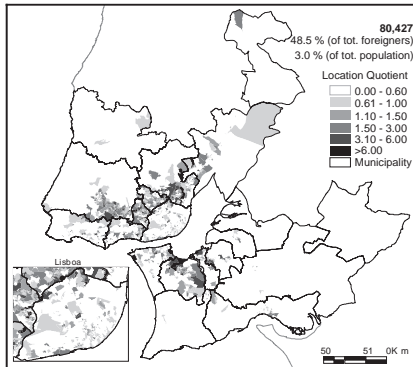 80,427
48.5 % (of tot. foreigners)
3.0 % (of tot. population)
Location Quotient
0.00 - 0.60
0.61 - 1.00
1.10 - 1.50
1.50 - 3.00
3.10 - 6.00
>6.00
Municipality
Lisboa
50 51 0K m